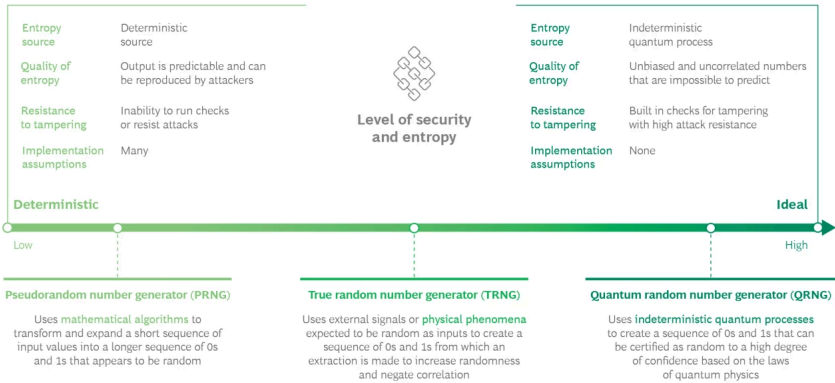 Entropy
source
Deterministic
source
Quality of
entropy
Output is predictable and can
be reproduced by attackers
Resistance
to tampering
Inability to run checks
or resist attacks
Implementation
assumptions
Many
Level of security
and entropy
Entropy
source
Indeterministic
quantum process
Quality of
entropy
Unbiased and uncorrelated numbers
that are impossible to predict
Resistance
to tampering
Built in checks for tampering
with high attack resistance
Implementation
assumptions
None
Deterministic
Ideal
Low
High
Pseudorandom number generator (PRNG)
Uses mathematical algorithms to
transform and expand a short sequence of
input values into a longer sequence of 0s
and 1s that appears to be random
True random number generator (TRNG)
Uses external signals or physical phenomena
expected to be random as inputs to create a
sequence of 0s and 1s from which an
extraction is made to increase randomness
and negate correlation
Quantum random number generator (QRNG)
Uses indeterministic quantum processes
to create a sequence of 0s and 1s that can
be certified as random to a high degree
of confidence based on the laws
of quantum physics